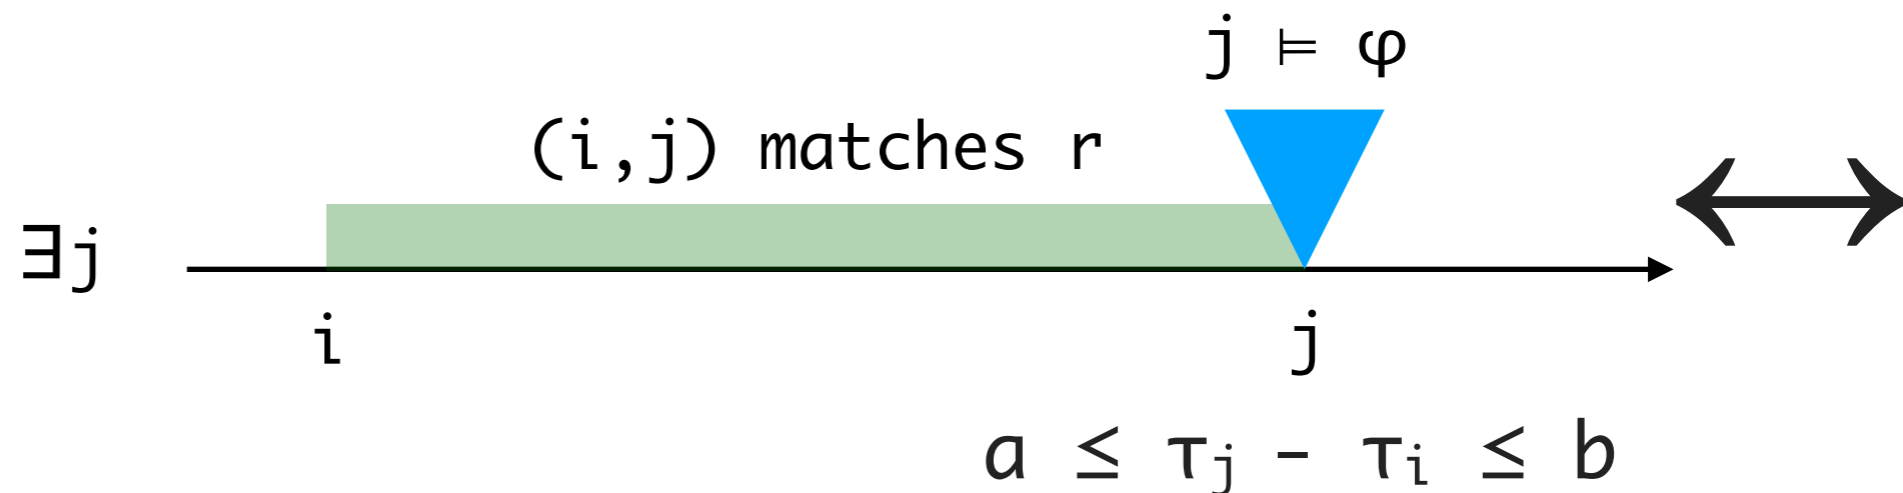 j ⊨ φ
(i,j) matches r
∃j
i
j
a ≤ τj - τi ≤ b